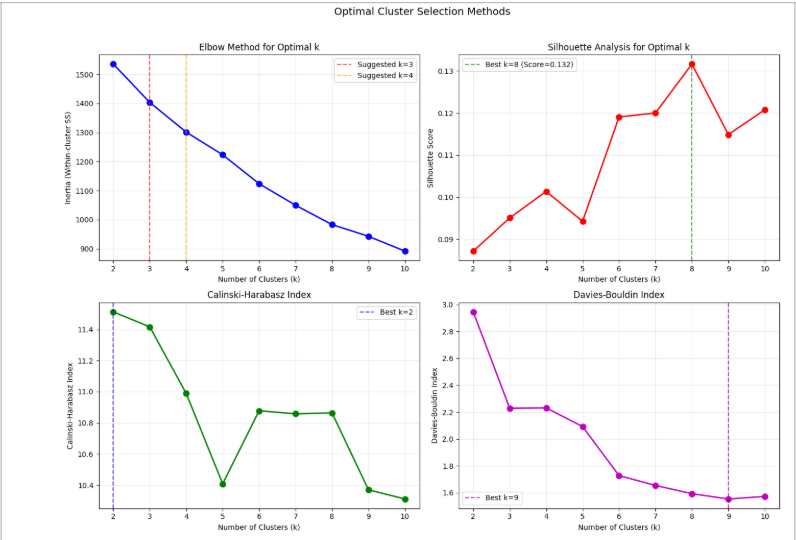 Optimal Cluster Selection Methods
Elbow Method for Optimal k
Inertia (Within-cluster SS)
1500
1400
1300
1200
1100
1000
900
Suggested k=3
Suggested k=4
2 3 4 5 6 7 8 9 10
Number of Clusters (k)
Silhouette Analysis for Optimal k
Silhouette Score
0.13
0.12
0.11
0.10
0.09
Best k=8 (Score=0.132)
2 3 4 5 6 7 8 9 10
Number of Clusters (k)
Calinski-Harabasz Index
Calinski-Harabasz Index
11.4
11.2
11.0
10.8
10.6
10.4
Best k=2
2 3 4 5 6 7 8 9 10
Number of Clusters (k)
Davies-Bouldin Index
Davies-Bouldin Index
3.0
2.8
2.6
2.4
2.2
2.0
1.8
1.6
Best k=9
2 3 4 5 6 7 8 9 10
Number of Clusters (k)